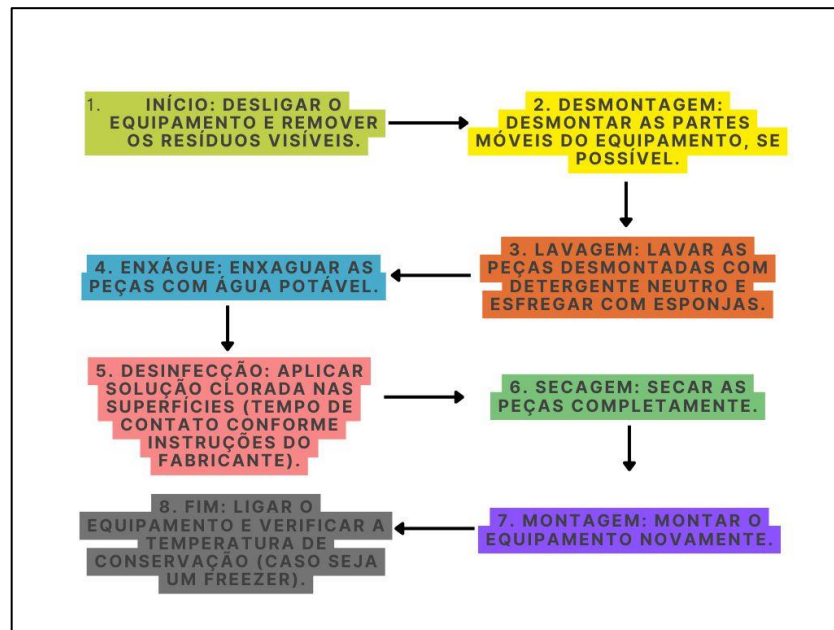 1. INÍCIO: DESLIGAR O
EQUIPAMENTO E REMOVER
OS RESÍDUOS VISÍVEIS.
2. DESMONTAGEM:
DESMONTAR AS PARTES
MÓVEIS DO EQUIPAMENTO, SE
POSSÍVEL.
3. LAVAGEM: LAVAR AS
PEÇAS DESMONTADAS COM
DETERGENTE NEUTRO E
ESFREGAR COM ESPONJAS.
4. ENXÁGUE: ENXAGUAR AS
PEÇAS COM ÁGUA POTÁVEL.
5. DESINFECÇÃO: APLICAR
SOLUÇÃO CLORADA NAS
SUPERFÍCIES (TEMPO DE
CONTATO CONFORME
INSTRUÇÕES DO
FABRICANTE).
6. SECAGEM: SECAR AS
PEÇAS COMPLETAMENTE.
7. MONTAGEM: MONTAR O
EQUIPAMENTO NOVAMENTE.
8. FIM: LIGAR O
EQUIPAMENTO E VERIFICAR A
TEMPERATURA DE
CONSERVAÇÃO (CASO SEJA
UM FREEZER).